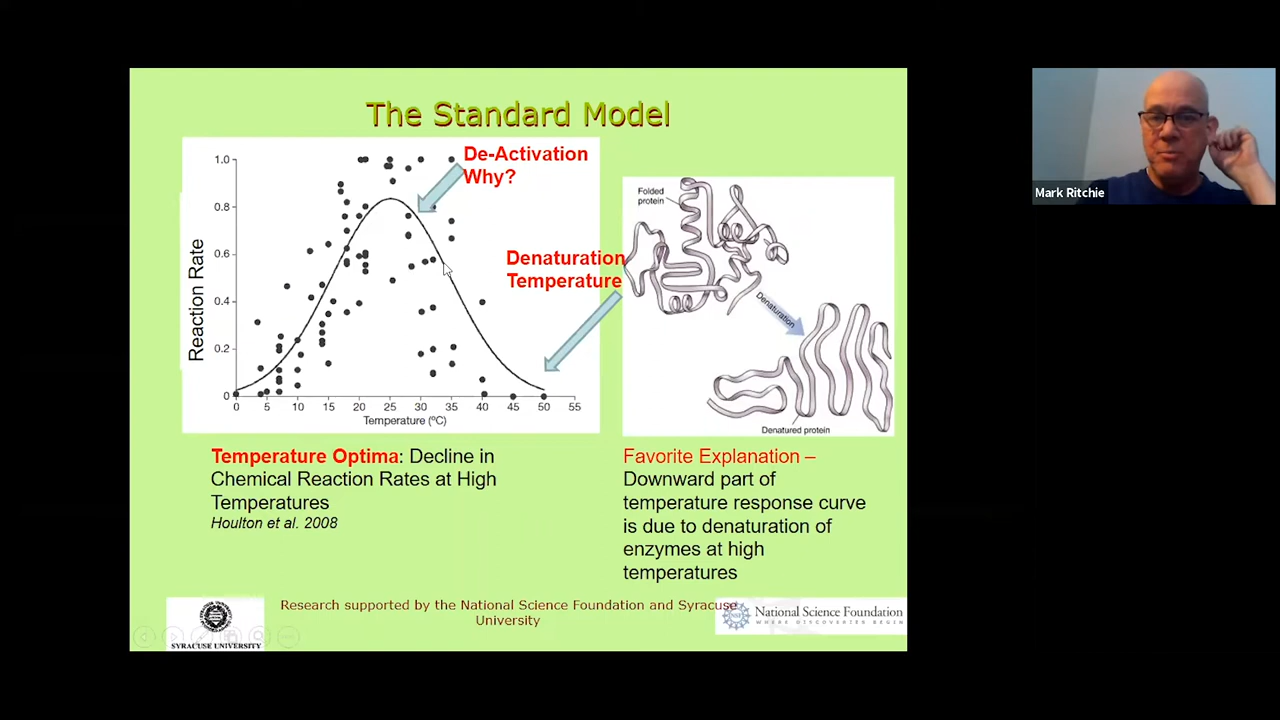 The Standard Model
De-Activation
Why?
Denaturation
Temperature
Reaction Rate
1.0
0.8
0.6
0.4
0.2
0
0 5 10 15 20 25 30 35 40 45 50 55
Temperature (ºC)
Folded
protein
Denaturation
Denatured protein
Temperature Optima: Decline in
Chemical Reaction Rates at High
Temperatures
Houlton et al. 2008
Favorite Explanation –
Downward part of
temperature response curve
is due to denaturation of
enzymes at high
temperatures
Research supported by the National Science Foundation and Syracuse
University
SYRACUSE UNIVERSITY
NSF
National Science Foundation
WHERE DISCOVERIES BEGIN
Mark Ritchie